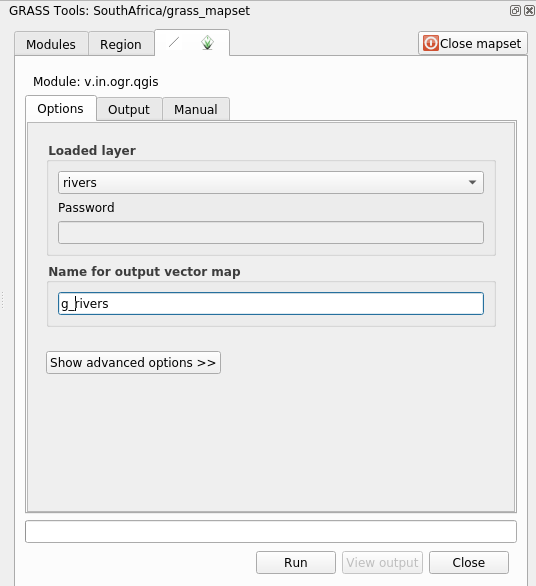 GRASS Tools: SouthAfrica/grass_mapset
Modules Region Close mapset
Module: v.in.ogr.qgis
Options Output Manual
Loaded layer
rivers
Password
Name for output vector map
g_rivers
Show advanced options >>
Run View output Close